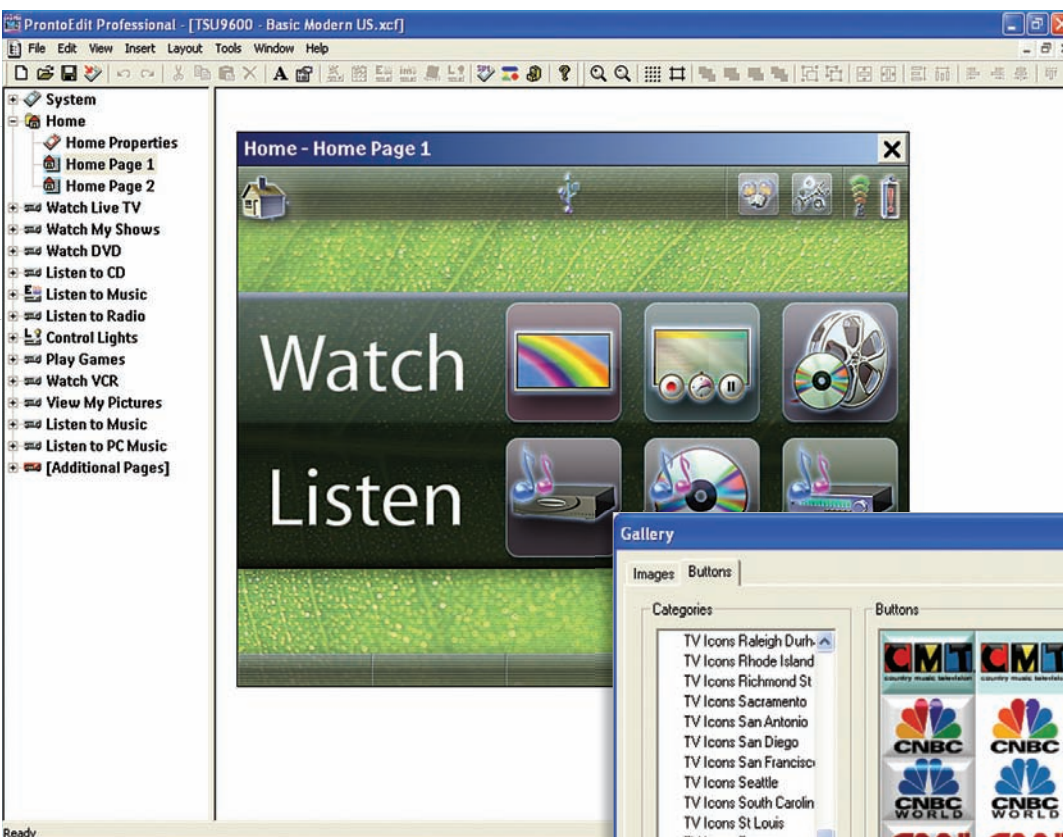 ProntoEdit Professional - [TSU9600 - Basic Modern US.xcf]
File Edit View Insert Layout Tools Window Help
System
Home
Home Properties
Home Page 1
Home Page 2
Watch Live TV
Watch My Shows
Watch DVD
Listen to CD
Listen to Music
Listen to Radio
Control Lights
Play Games
Watch VCR
View My Pictures
Listen to Music
Listen to PC Music
[Additional Pages]
Home - Home Page 1
Watch
Listen
Gallery
Images Buttons
Categories
TV Icons Raleigh Durh
TV Icons Rhode Island
TV Icons Richmond St
TV Icons Sacramento
TV Icons San Antonio
TV Icons San Diego
TV Icons San Francisc
TV Icons Seattle
TV Icons South Carolin
TV Icons St Louis
Buttons
CMT CMT
country music television country music television
CNBC CNBC
CNBC WORLD CNBC WORLD
Ready